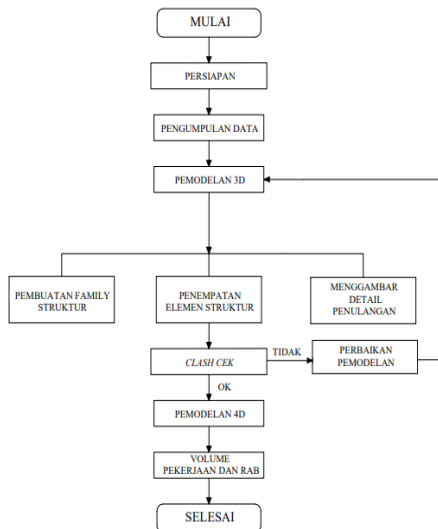 MULAI
PERSIAPAN
PENGUMPULAN DATA
PEMODELAN 3D
PEMBUATAN FAMILY
STRUKTUR
PENEMPATAN
ELEMEN STRUKTUR
MENGGAMBAR
DETAIL
PENULANGAN
CLASH CEK
TIDAK
PERBAIKAN
PEMODELAN
OK
PEMODELAN 4D
VOLUME
PEKERJAAN DAN RAB
SELESAI